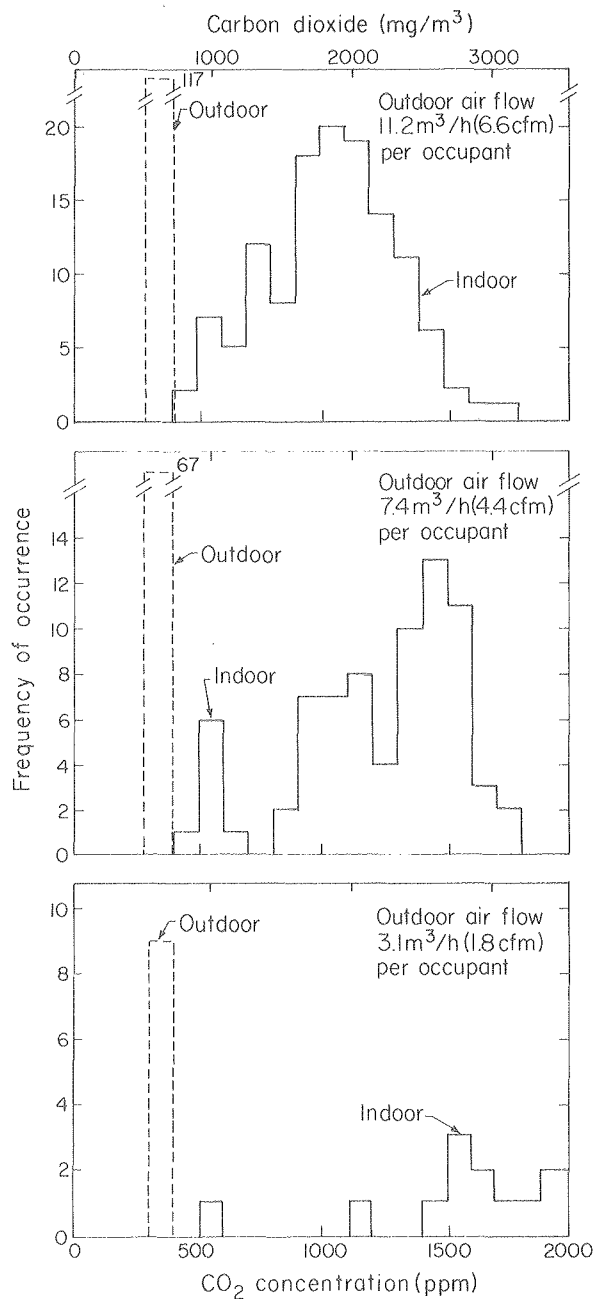 Carbon dioxide (mg/m³)
0 1000 2000 3000
117
Outdoor
Outdoor air flow
11.2 m³/h (6.6 cfm)
per occupant
20
15
10
5
0
Indoor
67
Outdoor air flow
7.4 m³/h (4.4 cfm)
per occupant
Outdoor
Indoor
14
12
10
8
6
4
2
0
Frequency of occurrence
Outdoor
Outdoor air flow
3.1 m³/h (1.8 cfm)
per occupant
Indoor
10
8
6
4
2
0
0 500 1000 1500 2000
CO₂ concentration (ppm)